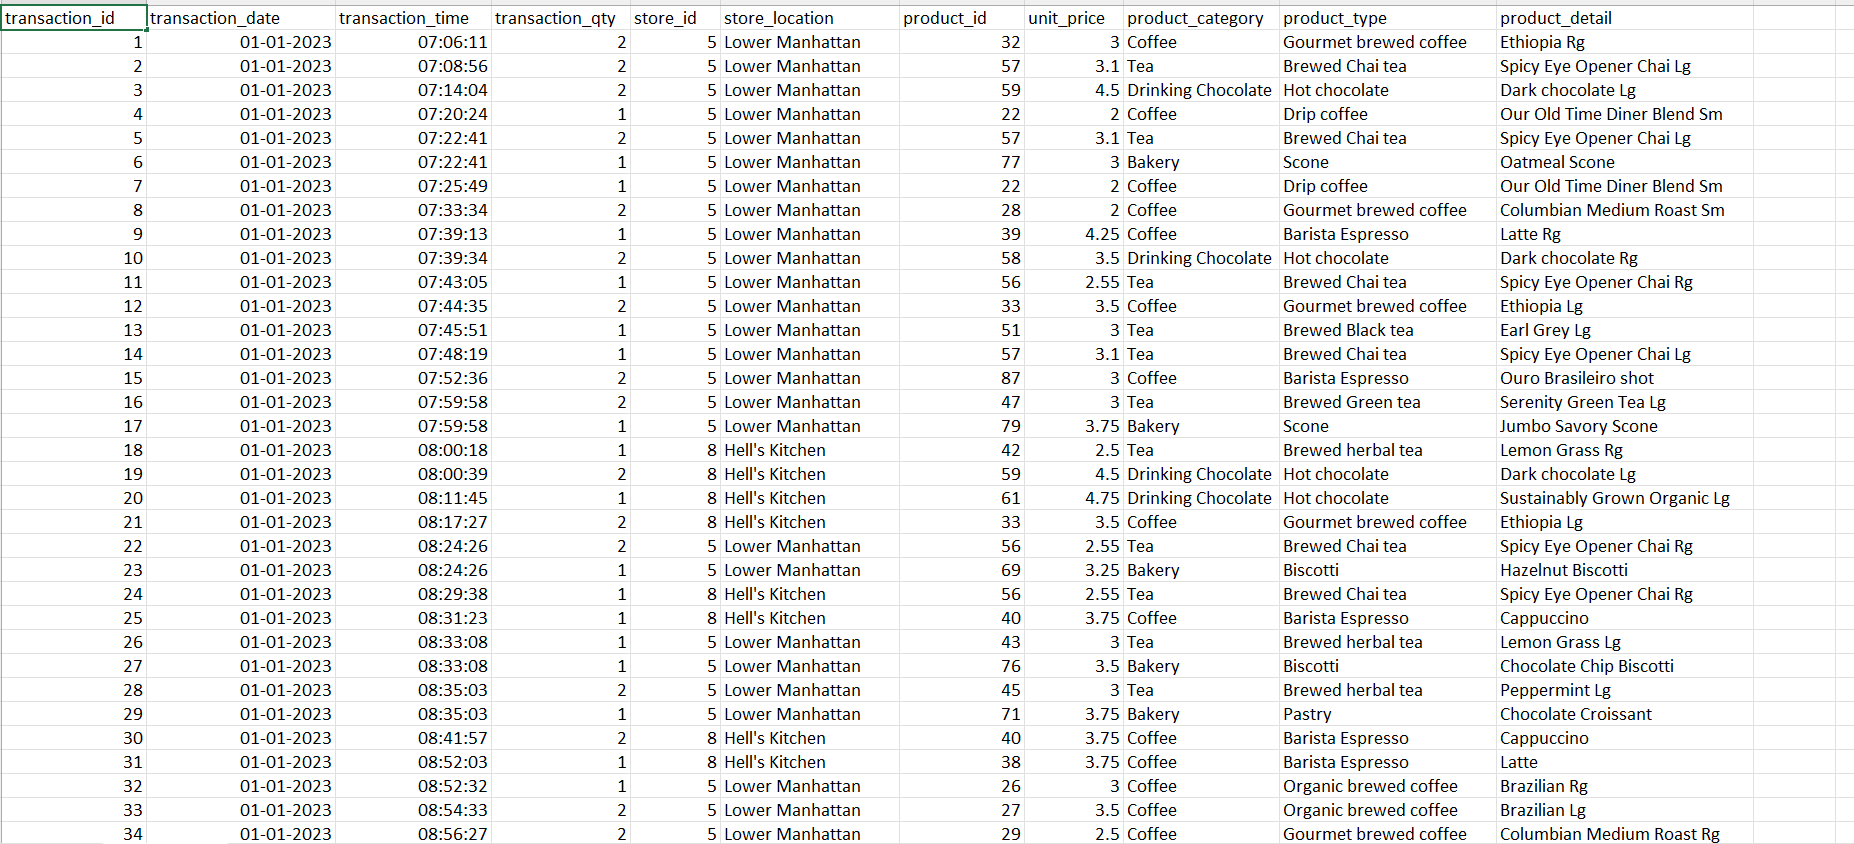 transaction_id transaction_date transaction_time transaction_qty store_id store_location product_id unit_price product_category product_type product_detail
1 01-01-2023 07:06:11 2 5 Lower Manhattan 32 3 Coffee Gourmet brewed coffee Ethiopia Rg
2 01-01-2023 07:08:56 2 5 Lower Manhattan 57 3.1 Tea Brewed Chai tea Spicy Eye Opener Chai Lg
3 01-01-2023 07:14:04 2 5 Lower Manhattan 59 4.5 Drinking Chocolate Hot chocolate Dark chocolate Lg
4 01-01-2023 07:20:24 1 5 Lower Manhattan 22 2 Coffee Drip coffee Our Old Time Diner Blend Sm
5 01-01-2023 07:22:41 2 5 Lower Manhattan 57 3.1 Tea Brewed Chai tea Spicy Eye Opener Chai Lg
6 01-01-2023 07:22:41 1 5 Lower Manhattan 77 3 Bakery Scone Oatmeal Scone
7 01-01-2023 07:25:49 1 5 Lower Manhattan 22 2 Coffee Drip coffee Our Old Time Diner Blend Sm
8 01-01-2023 07:33:34 2 5 Lower Manhattan 28 2 Coffee Gourmet brewed coffee Columbian Medium Roast Sm
9 01-01-2023 07:39:13 1 5 Lower Manhattan 39 4.25 Coffee Barista Espresso Latte Rg
10 01-01-2023 07:39:34 2 5 Lower Manhattan 58 3.5 Drinking Chocolate Hot chocolate Dark chocolate Rg
11 01-01-2023 07:43:05 1 5 Lower Manhattan 56 2.55 Tea Brewed Chai tea Spicy Eye Opener Chai Rg
12 01-01-2023 07:44:35 2 5 Lower Manhattan 33 3.5 Coffee Gourmet brewed coffee Ethiopia Lg
13 01-01-2023 07:45:51 1 5 Lower Manhattan 51 3 Tea Brewed Black tea Earl Grey Lg
14 01-01-2023 07:48:19 1 5 Lower Manhattan 57 3.1 Tea Brewed Chai tea Spicy Eye Opener Chai Lg
15 01-01-2023 07:52:36 2 5 Lower Manhattan 87 3 Coffee Barista Espresso Ouro Brasileiro shot
16 01-01-2023 07:59:58 2 5 Lower Manhattan 47 3 Tea Brewed Green tea Serenity Green Tea Lg
17 01-01-2023 07:59:58 1 5 Lower Manhattan 79 3.75 Bakery Scone Jumbo Savory Scone
18 01-01-2023 08:00:18 1 8 Hell's Kitchen 42 2.5 Tea Brewed herbal tea Lemon Grass Rg
19 01-01-2023 08:00:39 2 8 Hell's Kitchen 59 4.5 Drinking Chocolate Hot chocolate Dark chocolate Lg
20 01-01-2023 08:11:45 1 8 Hell's Kitchen 61 4.75 Drinking Chocolate Hot chocolate Sustainably Grown Organic Lg
21 01-01-2023 08:17:27 2 8 Hell's Kitchen 33 3.5 Coffee Gourmet brewed coffee Ethiopia Lg
22 01-01-2023 08:24:26 2 5 Lower Manhattan 56 2.55 Tea Brewed Chai tea Spicy Eye Opener Chai Rg
23 01-01-2023 08:24:26 1 5 Lower Manhattan 69 3.25 Bakery Biscotti Hazelnut Biscotti
24 01-01-2023 08:29:38 1 8 Hell's Kitchen 56 2.55 Tea Brewed Chai tea Spicy Eye Opener Chai Rg
25 01-01-2023 08:31:23 1 8 Hell's Kitchen 40 3.75 Coffee Barista Espresso Cappuccino
26 01-01-2023 08:33:08 1 5 Lower Manhattan 43 3 Tea Brewed herbal tea Lemon Grass Lg
27 01-01-2023 08:33:08 1 5 Lower Manhattan 76 3.5 Bakery Biscotti Chocolate Chip Biscotti
28 01-01-2023 08:35:03 2 5 Lower Manhattan 45 3 Tea Brewed herbal tea Peppermint Lg
29 01-01-2023 08:35:03 1 5 Lower Manhattan 71 3.75 Bakery Pastry Chocolate Croissant
30 01-01-2023 08:41:57 2 8 Hell's Kitchen 40 3.75 Coffee Barista Espresso Cappuccino
31 01-01-2023 08:52:03 1 8 Hell's Kitchen 38 3.75 Coffee Barista Espresso Latte
32 01-01-2023 08:52:32 1 5 Lower Manhattan 26 3 Coffee Organic brewed coffee Brazilian Rg
33 01-01-2023 08:54:33 2 5 Lower Manhattan 27 3.5 Coffee Organic brewed coffee Brazilian Lg
34 01-01-2023 08:56:27 2 5 Lower Manhattan 29 2.5 Coffee Gourmet brewed coffee Columbian Medium Roast Rg